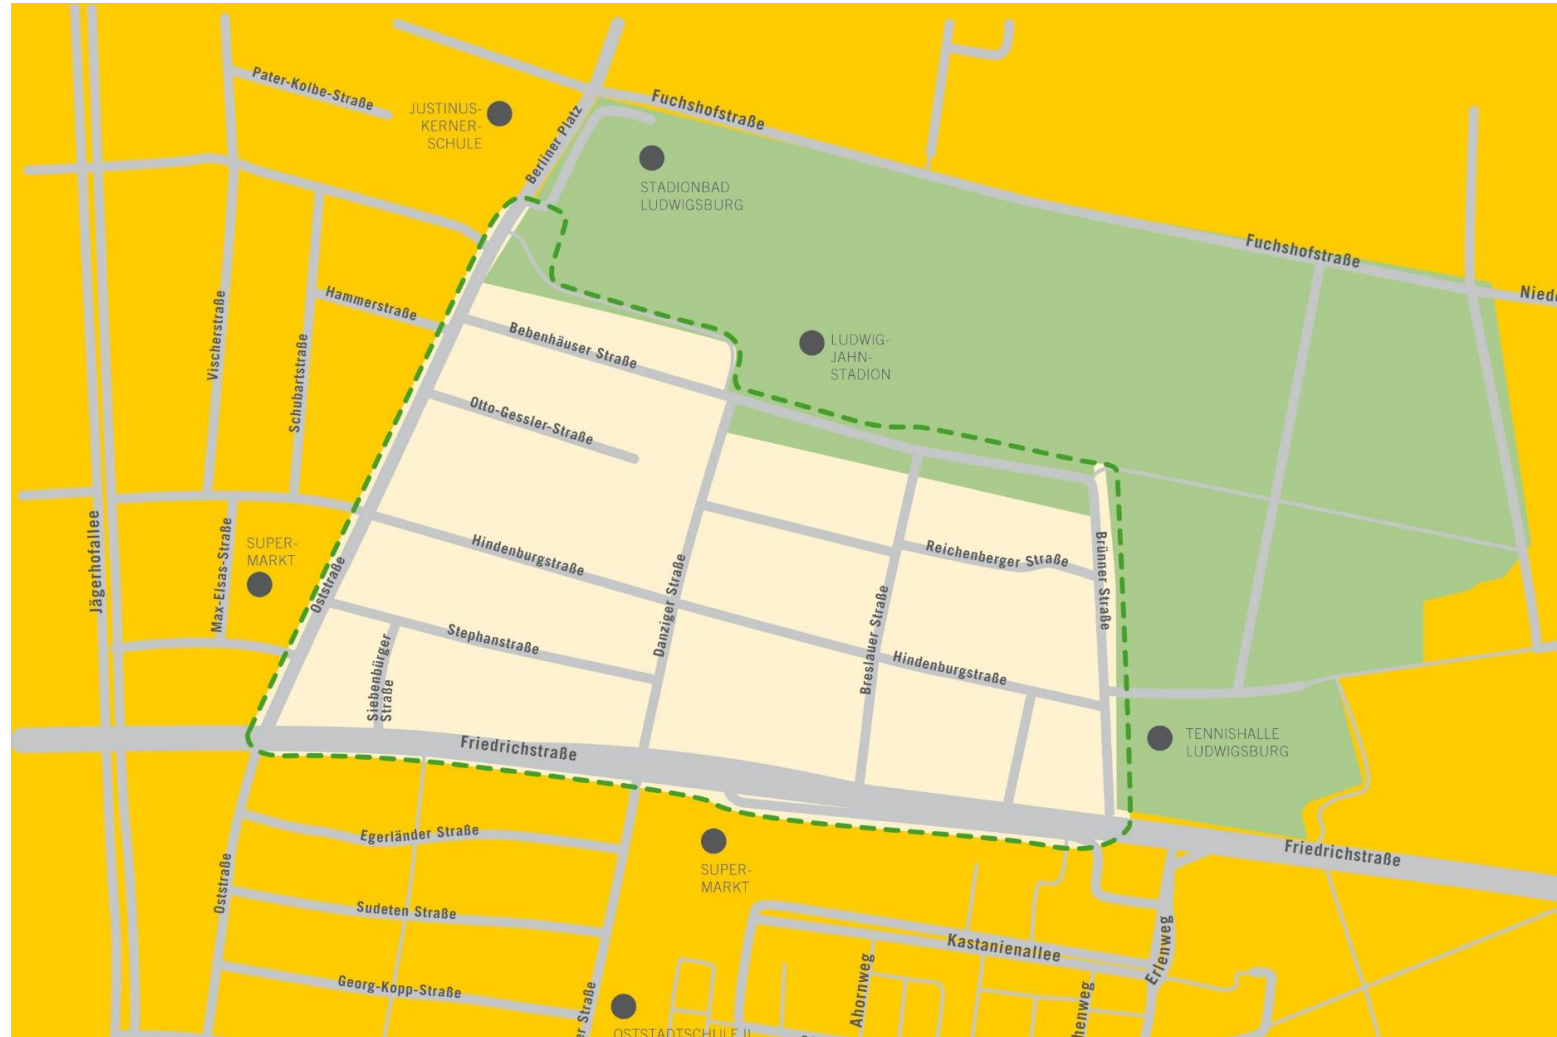 Pater-Kolbe-Straße
JUSTINUS-
KERNER-
SCHULE
Berliner Platz
Fuchshofstraße
STADIONBAD
LUDWIGSBURG
Fuchshofstraße
Vischerstraße
Schubartstraße
Hammerstraße
Bebenhäuser Straße
LUDWIG-
JAHN-
STADION
Otto-Gessler-Straße
Jägerhofallee
SUPER-
MARKT
Max-Elsas-Straße
Oststraße
Hindenburgstraße
Danziger Straße
Reichenberger Straße
Brünner Straße
Breslauer Straße
Stephanstraße
Siebenbürger
Straße
Hindenburgstraße
Friedrichstraße
TENNISHALLE
LUDWIGSBURG
Egerländer Straße
SUPER-
MARKT
Friedrichstraße
Oststraße
Sudeten Straße
Kastanienallee
Erlenweg
Georg-Kopp-Straße
Straße
Ahornweg
OSTSTADTSCHULE II